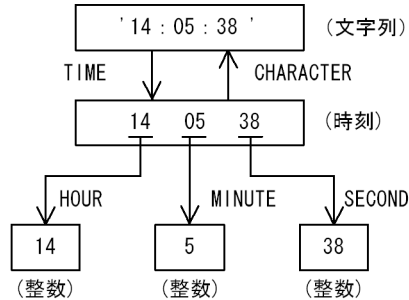 '14：05：38 ' （文字列）
TIME CHARACTER
14 05 38 （時刻）
HOUR MINUTE SECOND
14 5 38
（整数） （整数） （整数）